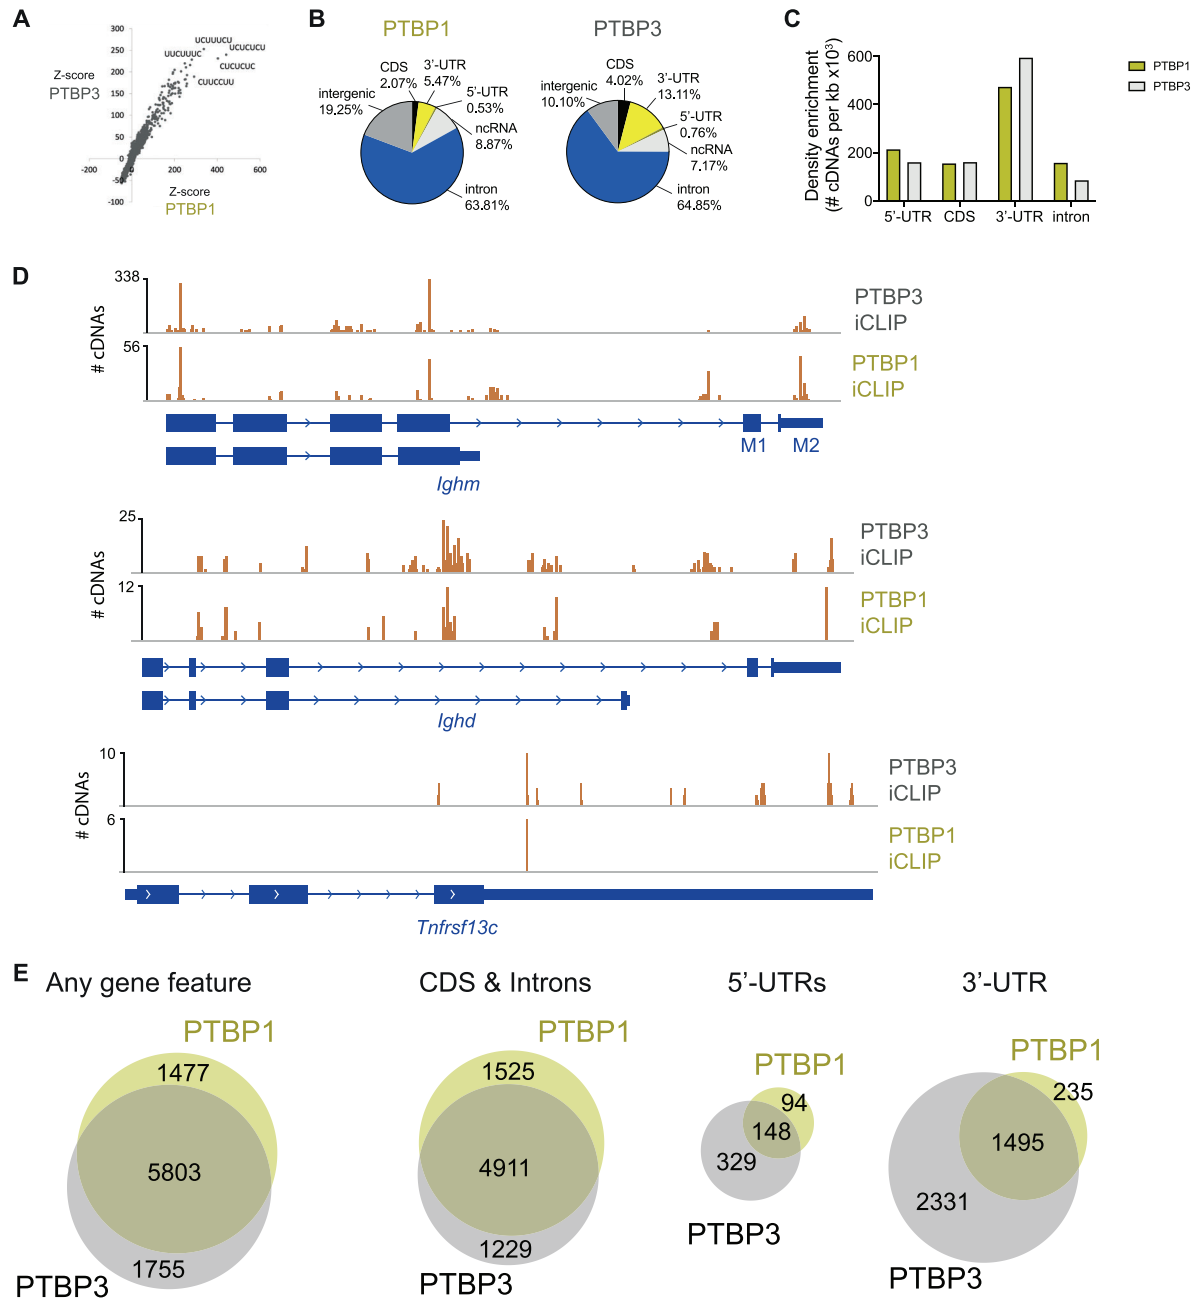 A
300
250
200
150
100
50
0
-50
-100
-200
0
200
400
600
Z-score
PTBP3
Z-score
PTBP1
UCUUUCU
UCUCUCU
UUCUUUC
CUCUCUC
CUUCCUU
B
PTBP1
CDS
2.07%
3'-UTR
5.47%
5'-UTR
0.53%
ncRNA
8.87%
intergenic
19.25%
intron
63.81%
PTBP3
CDS
4.02%
3'-UTR
13.11%
5'-UTR
0.76%
ncRNA
7.17%
intergenic
10.10%
intron
64.85%
C
Density enrichment
(# cDNAs per kb x10³)
600
400
200
0
5'-UTR
CDS
3'-UTR
intron
PTBP1
PTBP3
D
# cDNAs
338
PTBP3
iCLIP
56
PTBP1
iCLIP
M1
M2
Ighm
# cDNAs
25
PTBP3
iCLIP
12
PTBP1
iCLIP
Ighd
# cDNAs
10
PTBP3
iCLIP
6
PTBP1
iCLIP
Tnfrsf13c
E
Any gene feature
PTBP1
1477
5803
1755
PTBP3
CDS & Introns
PTBP1
1525
4911
1229
PTBP3
5'-UTRs
PTBP1
94
148
329
PTBP3
3'-UTR
PTBP1
235
1495
2331
PTBP3